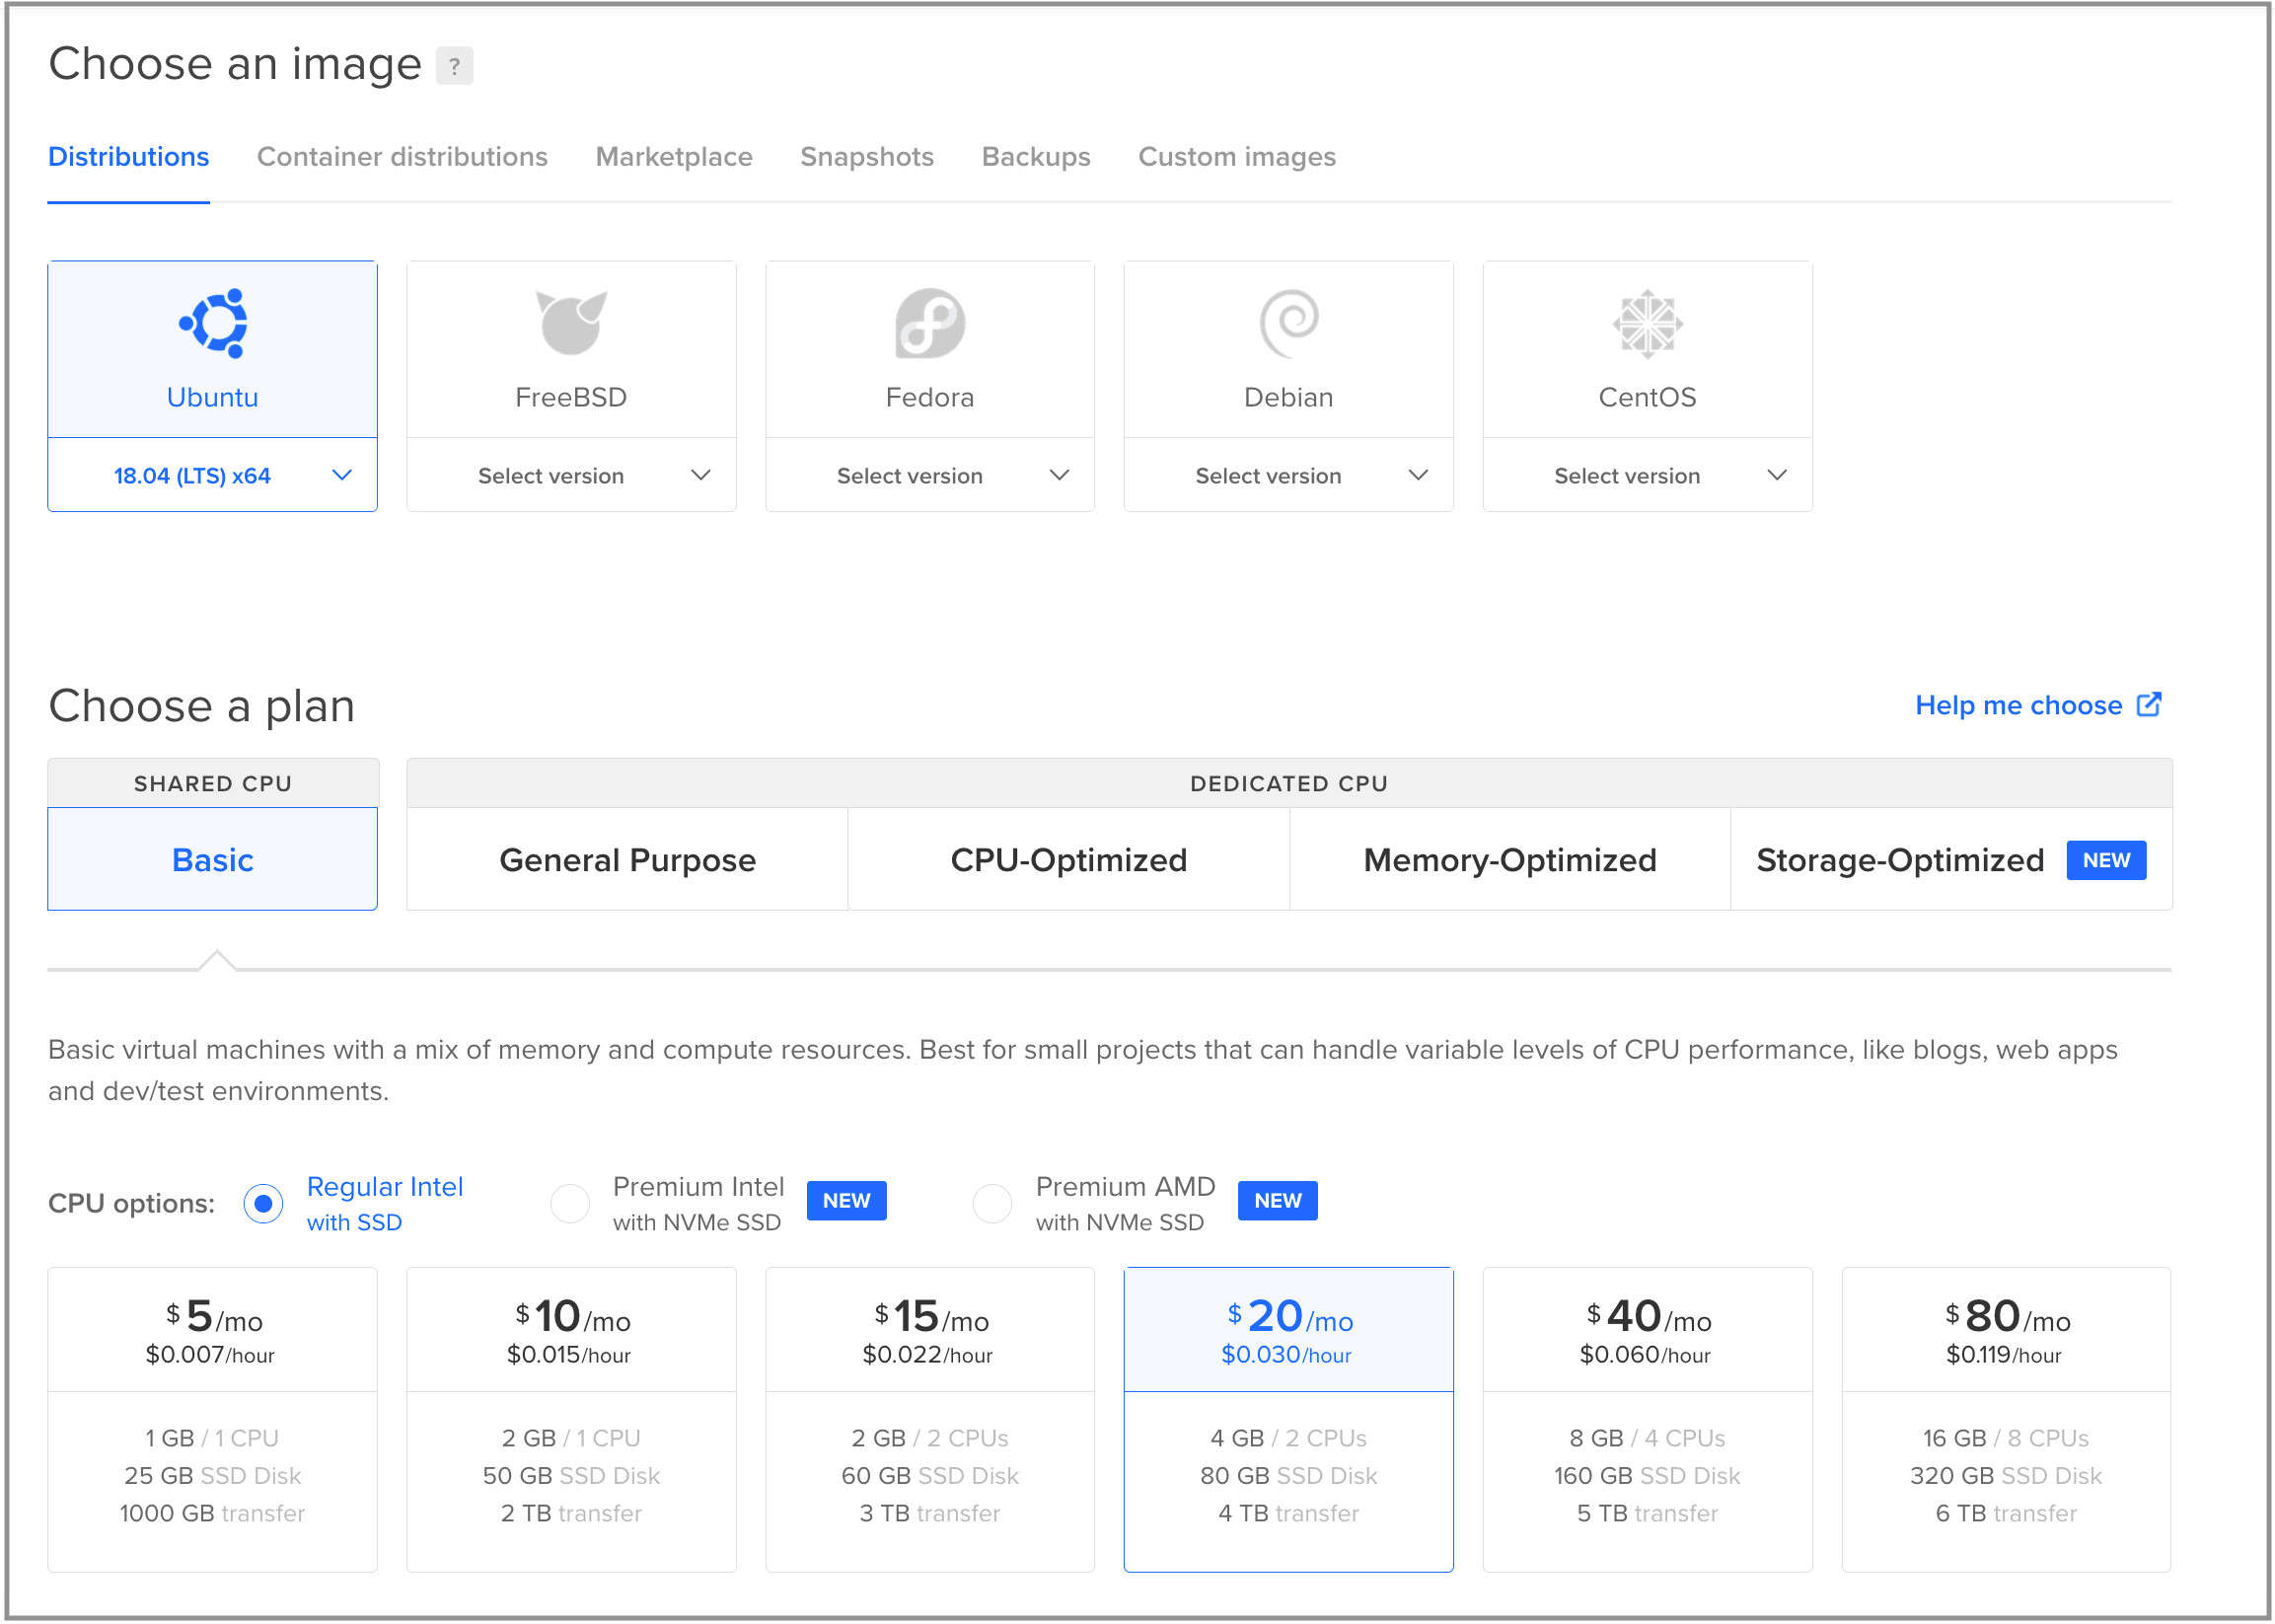 Choose an image ?
Distributions Container distributions Marketplace Snapshots Backups Custom images
Ubuntu FreeBSD Fedora Debian CentOS
18.04 (LTS) x64 Select version Select version Select version Select version
Choose a plan Help me choose
SHARED CPU DEDICATED CPU
Basic General Purpose CPU-Optimized Memory-Optimized Storage-Optimized NEW
Basic virtual machines with a mix of memory and compute resources. Best for small projects that can handle variable levels of CPU performance, like blogs, web apps
and dev/test environments.
CPU options: Regular Intel with SSD Premium Intel with NVMe SSD NEW Premium AMD with NVMe SSD NEW
$5/mo $10/mo $15/mo $20/mo $40/mo $80/mo
$0.007/hour $0.015/hour $0.022/hour $0.030/hour $0.060/hour $0.119/hour
1 GB / 1 CPU 2 GB / 1 CPU 2 GB / 2 CPUs 4 GB / 2 CPUs 8 GB / 4 CPUs 16 GB / 8 CPUs
25 GB SSD Disk 50 GB SSD Disk 60 GB SSD Disk 80 GB SSD Disk 160 GB SSD Disk 320 GB SSD Disk
1000 GB transfer 2 TB transfer 3 TB transfer 4 TB transfer 5 TB transfer 6 TB transfer